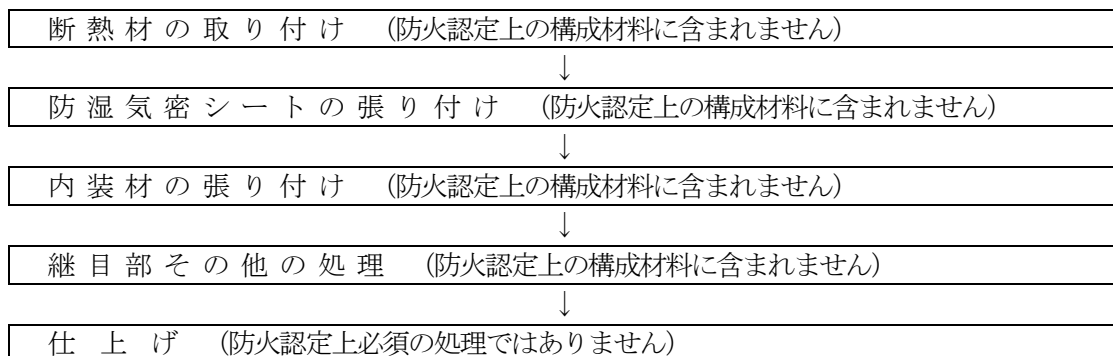 断熱材の取り付け (防火認定上の構成材料に含まれません)
↓
防湿気密シートの張り付け (防火認定上の構成材料に含まれません)
↓
内装材の張り付け (防火認定上の構成材料に含まれません)
↓
継目部その他の処理 (防火認定上の構成材料に含まれません)
↓
仕上げ (防火認定上必須の処理ではありません)